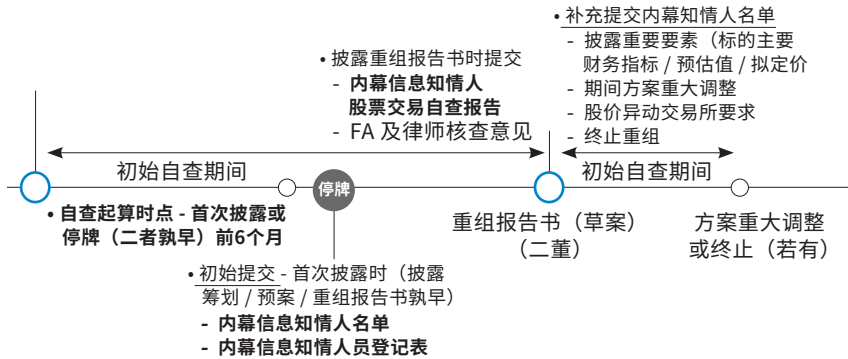 • 补充提交内幕知情人名单
- 披露重要要素（标的主要
财务指标 / 预估值 / 拟定价
- 期间方案重大调整
- 股价异动交易所要求
- 终止重组
• 披露重组报告书时提交
- 内幕信息知情人
股票交易自查报告
- FA 及律师核查意见
初始自查期间
初始自查期间
停牌
• 自查起算时点 - 首次披露或
停牌（二者孰早）前6个月
重组报告书（草案）
（二董）
方案重大调整
或终止（若有）
• 初始提交 - 首次披露时（披露
筹划 / 预案 / 重组报告书孰早）
- 内幕信息知情人名单
- 内幕信息知情人员登记表